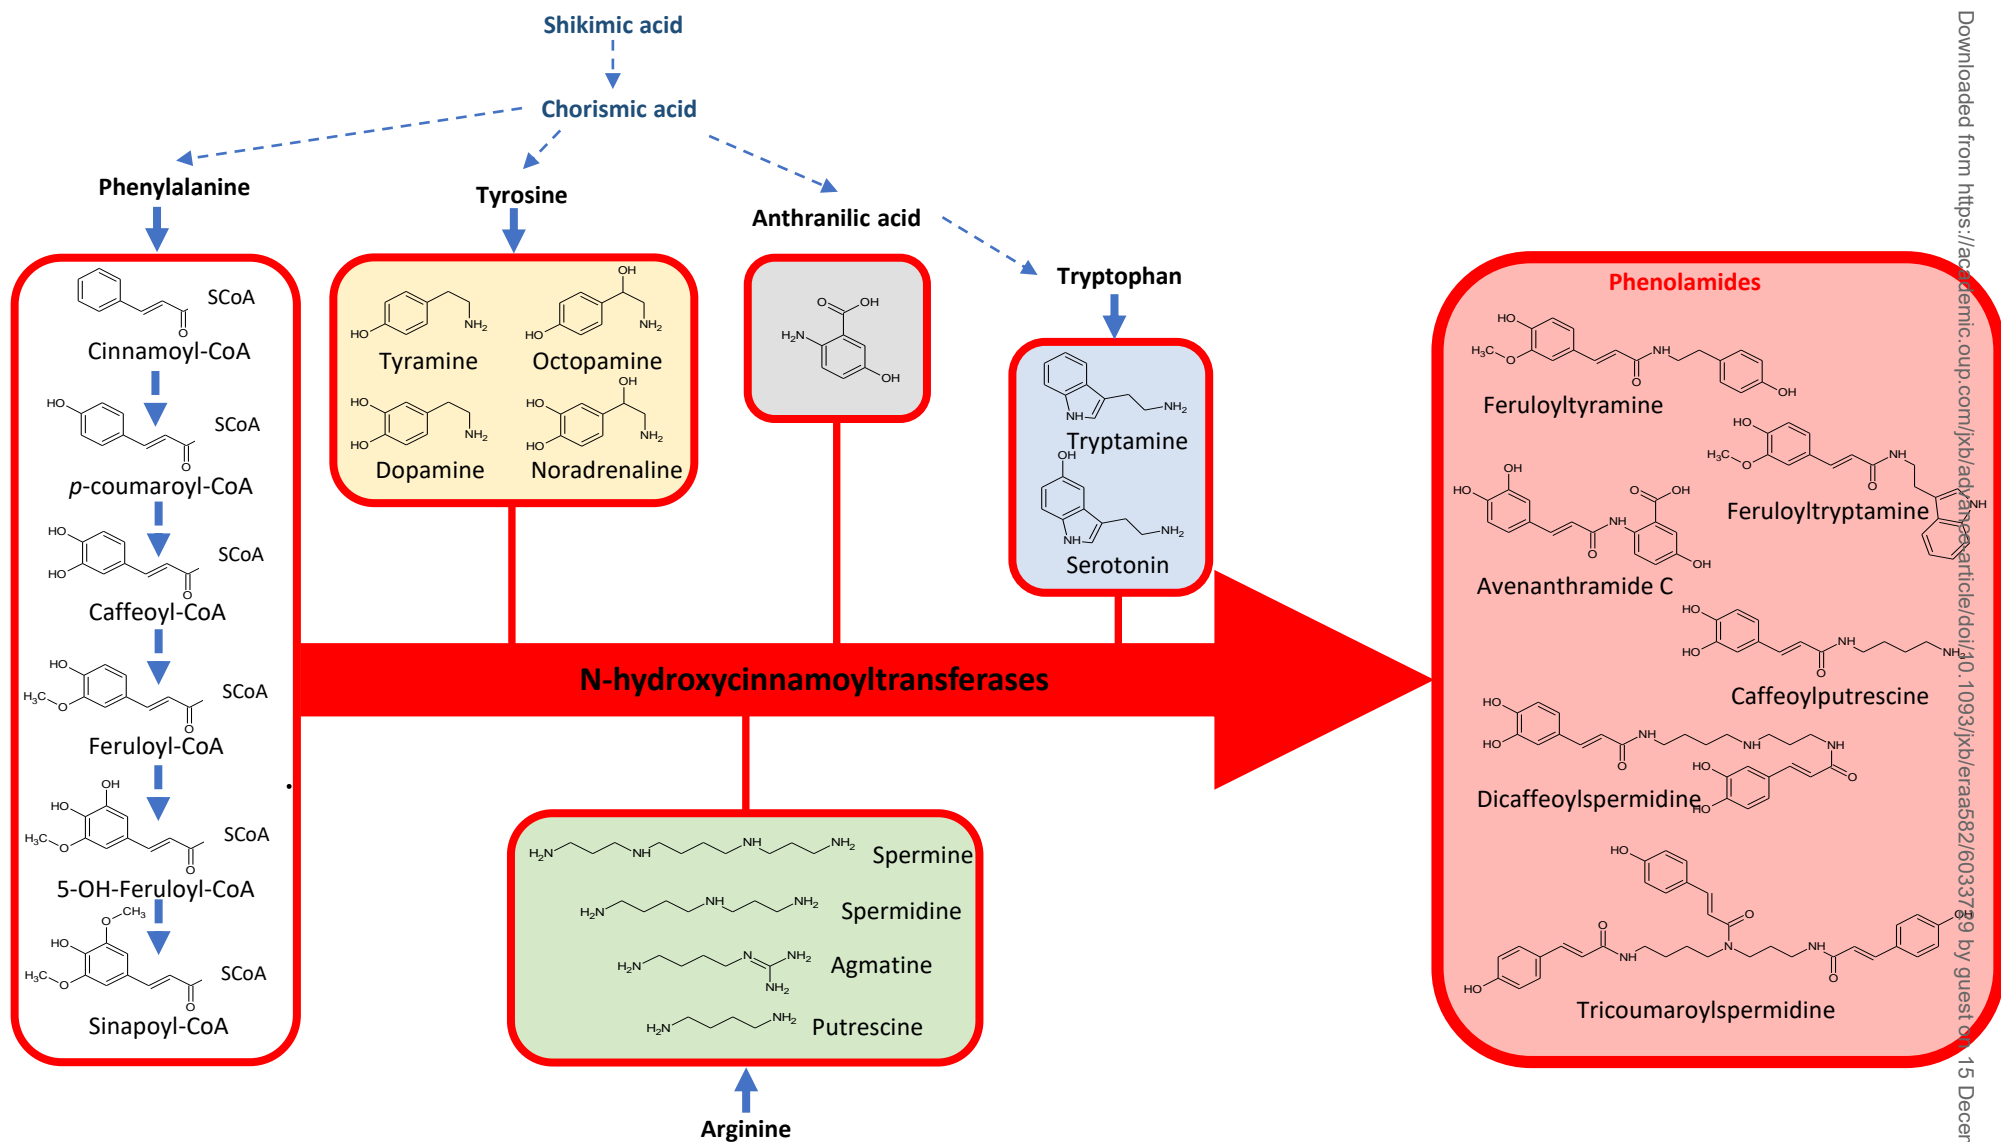 Shikimic acid
Chorismic acid
Phenylalanine
Tyrosine
Anthranilic acid
Tryptophan
SCoA
O
Cinnamoyl-CoA
HO
SCoA
O
p-coumaroyl-CoA
HO
HO
SCoA
O
Caffeoyl-CoA
HO
H₃C
O
SCoA
O
Feruloyl-CoA
OH
HO
H₃C
O
SCoA
O
5-OH-Feruloyl-CoA
CH₃
O
HO
H₃C
O
SCoA
O
Sinapoyl-CoA
HO
NH₂
Tyramine
OH
HO
NH₂
Octopamine
HO
HO
NH₂
Dopamine
OH
HO
HO
NH₂
Noradrenaline
O
OH
H₂N
OH
NH₂
NH
Tryptamine
OH
NH₂
NH
Serotonin
N-hydroxycinnamoyltransferases
H₂N
NH
NH
NH₂
Spermine
H₂N
NH
NH₂
Spermidine
H₂N
N
NH₂
NH₂
Agmatine
H₂N
NH₂
Putrescine
Arginine
Phenolamides
HO
H₃C
O
O
NH
OH
Feruloyltyramine
HO
H₃C
O
O
NH
NH
Feruloyltryptamine
OH
HO
O
NH
O
OH
OH
Avenanthramide C
HO
HO
O
NH
NH₂
Caffeoylputrescine
HO
HO
O
NH
NH
NH
O
HO
HO
Dicaffeoylspermidine
HO
O
O
NH
N
NH
O
HO
OH
Tricoumaroylspermidine
Downloaded from https://academic.oup.com/jxb/advance-article/doi/10.1093/jxb/eraa582/6033729 by guest on 15 Decer